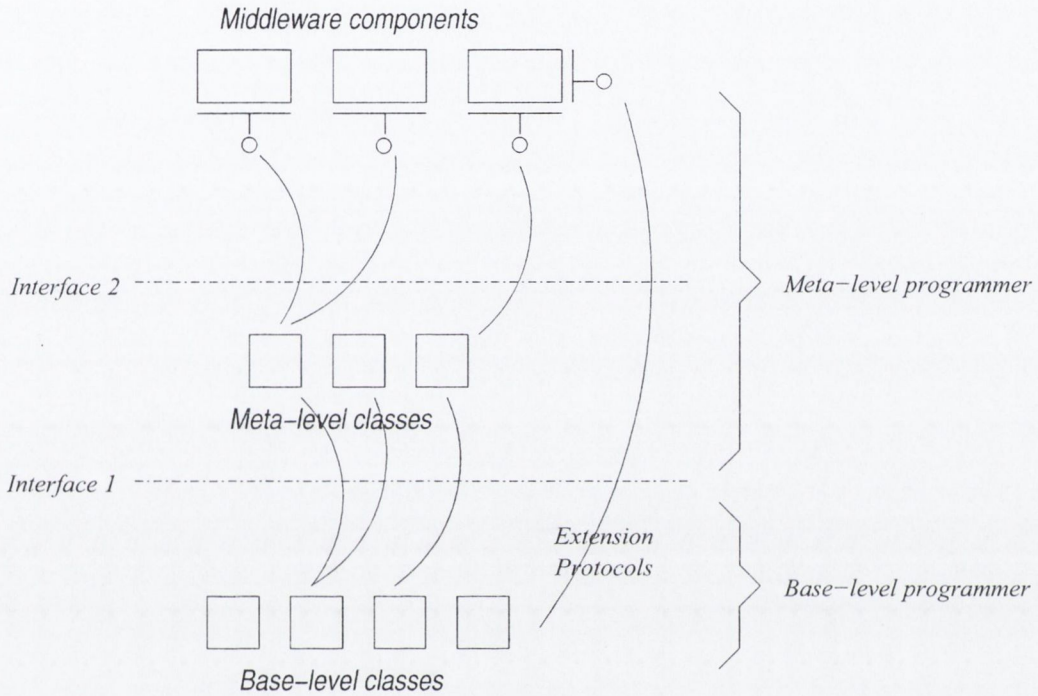 Middleware components
Interface 2
Meta-level programmer
Meta-level classes
Interface 1
Extension
Protocols
Base-level programmer
Base-level classes